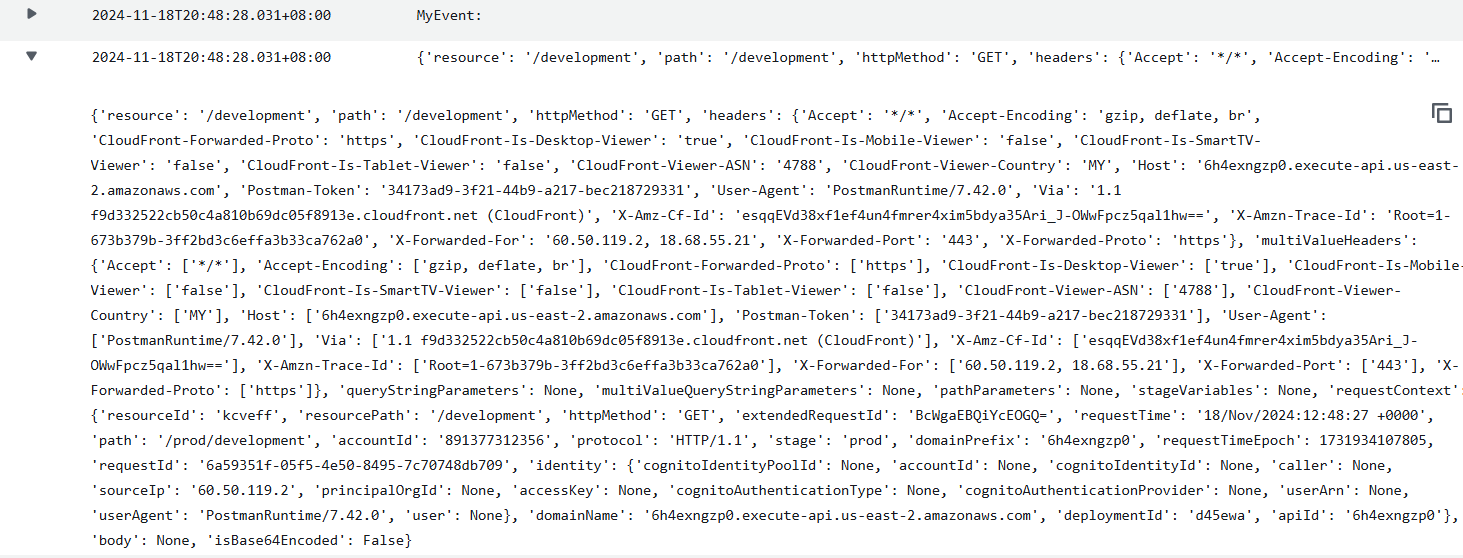 2024-11-18T20:48:28.031+08:00 MyEvent:
2024-11-18T20:48:28.031+08:00 {'resource': '/development', 'path': '/development', 'httpMethod': 'GET', 'headers': {'Accept': '*/*', 'Accept-Encoding': '…
{'resource': '/development', 'path': '/development', 'httpMethod': 'GET', 'headers': {'Accept': '*/*', 'Accept-Encoding': 'gzip, deflate, br',
'CloudFront-Forwarded-Proto': 'https', 'CloudFront-Is-Desktop-Viewer': 'true', 'CloudFront-Is-Mobile-Viewer': 'false', 'CloudFront-Is-SmartTV-
Viewer': 'false', 'CloudFront-Is-Tablet-Viewer': 'false', 'CloudFront-Viewer-ASN': '4788', 'CloudFront-Viewer-Country': 'MY', 'Host': '6h4exngzp0.execute-api.us-east-
2.amazonaws.com', 'Postman-Token': '34173ad9-3f21-44b9-a217-bec218729331', 'User-Agent': 'PostmanRuntime/7.42.0', 'Via': '1.1
f9d332522cb50c4a810b69dc05f8913e.cloudfront.net (CloudFront)', 'X-Amz-Cf-Id': 'esqqEVd38xf1ef4un4fmrer4xim5bdya35Ari_J-OWwFpcz5qal1hw==', 'X-Amzn-Trace-Id': 'Root=1-
673b379b-3ff2bd3c6effa3b33ca762a0', 'X-Forwarded-For': '60.50.119.2, 18.68.55.21', 'X-Forwarded-Port': '443', 'X-Forwarded-Proto': 'https'}, 'multiValueHeaders':
{'Accept': ['*/*'], 'Accept-Encoding': ['gzip, deflate, br'], 'CloudFront-Forwarded-Proto': ['https'], 'CloudFront-Is-Desktop-Viewer': ['true'], 'CloudFront-Is-Mobile-
Viewer': ['false'], 'CloudFront-Is-SmartTV-Viewer': ['false'], 'CloudFront-Is-Tablet-Viewer': ['false'], 'CloudFront-Viewer-ASN': ['4788'], 'CloudFront-Viewer-
Country': ['MY'], 'Host': ['6h4exngzp0.execute-api.us-east-2.amazonaws.com'], 'Postman-Token': ['34173ad9-3f21-44b9-a217-bec218729331'], 'User-Agent':
['PostmanRuntime/7.42.0'], 'Via': ['1.1 f9d332522cb50c4a810b69dc05f8913e.cloudfront.net (CloudFront)'], 'X-Amz-Cf-Id': ['esqqEVd38xf1ef4un4fmrer4xim5bdya35Ari_J-
OWwFpcz5qal1hw=='], 'X-Amzn-Trace-Id': ['Root=1-673b379b-3ff2bd3c6effa3b33ca762a0'], 'X-Forwarded-For': ['60.50.119.2, 18.68.55.21'], 'X-Forwarded-Port': ['443'], 'X-
Forwarded-Proto': ['https']}, 'queryStringParameters': None, 'multiValueQueryStringParameters': None, 'pathParameters': None, 'stageVariables': None, 'requestContext':
{'resourceId': 'kcveff', 'resourcePath': '/development', 'httpMethod': 'GET', 'extendedRequestId': 'BcWgaEBQiYcEOGQ=', 'requestTime': '18/Nov/2024:12:48:27 +0000',
'path': '/prod/development', 'accountId': '891377312356', 'protocol': 'HTTP/1.1', 'stage': 'prod', 'domainPrefix': '6h4exngzp0', 'requestTimeEpoch': 1731934107805,
'requestId': '6a59351f-05f5-4e50-8495-7c70748db709', 'identity': {'cognitoIdentityPoolId': None, 'accountId': None, 'cognitoIdentityId': None, 'caller': None,
'sourceIp': '60.50.119.2', 'principalOrgId': None, 'accessKey': None, 'cognitoAuthenticationType': None, 'cognitoAuthenticationProvider': None, 'userArn': None,
'userAgent': 'PostmanRuntime/7.42.0', 'user': None}, 'domainName': '6h4exngzp0.execute-api.us-east-2.amazonaws.com', 'deploymentId': 'd45ewa', 'apiId': '6h4exngzp0'},
'body': None, 'isBase64Encoded': False}